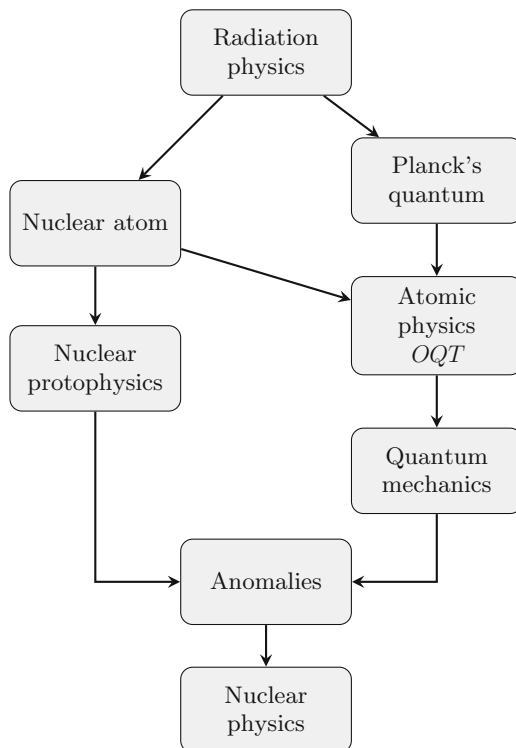 Radiation
physics
Planck's
quantum
Nuclear atom
Atomic
physics
OQT
Nuclear
protophysics
Quantum
mechanics
Anomalies
Nuclear
physics